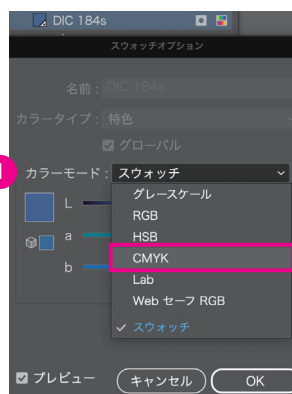 DIC 184s
スウォッチオプション
名前 : DIC 184s
カラータイプ : 特色
グローバル
1 カラーモード : スウォッチ
グレースケール
L
RGB
HSB
a
CMYK
b
Lab
Web セーフ RGB
スウォッチ
プレビュー キャンセル OK